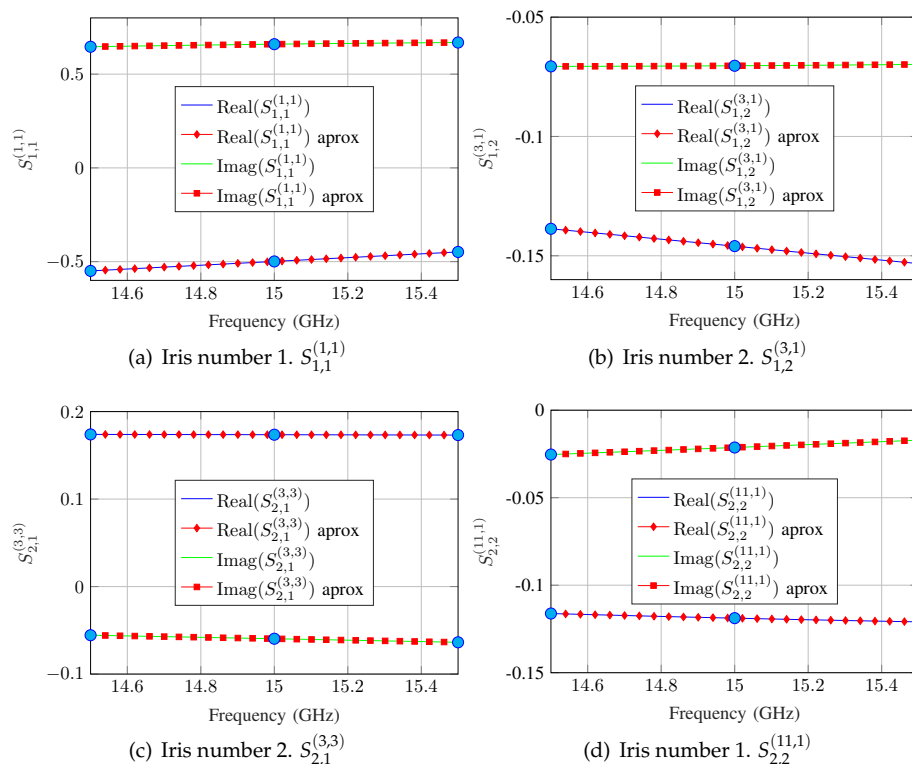 0.5
0
−0.5
S_{1,1}^{(1,1)}
Real(S_{1,1}^{(1,1)})
Real(S_{1,1}^{(1,1)}) aprox
Imag(S_{1,1}^{(1,1)})
Imag(S_{1,1}^{(1,1)}) aprox
14.6 14.8 15 15.2 15.4
Frequency (GHz)
(a) Iris number 1. S_{1,1}^{(1,1)}
-0.05
-0.1
-0.15
S_{1,2}^{(3,1)}
Real(S_{1,2}^{(3,1)})
Real(S_{1,2}^{(3,1)}) aprox
Imag(S_{1,2}^{(3,1)})
Imag(S_{1,2}^{(3,1)}) aprox
14.6 14.8 15 15.2 15.4
Frequency (GHz)
(b) Iris number 2. S_{1,2}^{(3,1)}
0.2
0.1
0
−0.1
S_{2,1}^{(3,3)}
Real(S_{2,1}^{(3,3)})
Real(S_{2,1}^{(3,3)}) aprox
Imag(S_{2,1}^{(3,3)})
Imag(S_{2,1}^{(3,3)}) aprox
14.6 14.8 15 15.2 15.4
Frequency (GHz)
(c) Iris number 2. S_{2,1}^{(3,3)}
0
-0.05
-0.1
-0.15
S_{2,2}^{(11,1)}
Real(S_{2,2}^{(11,1)})
Real(S_{2,2}^{(11,1)}) aprox
Imag(S_{2,2}^{(11,1)})
Imag(S_{2,2}^{(11,1)}) aprox
14.6 14.8 15 15.2 15.4
Frequency (GHz)
(d) Iris number 1. S_{2,2}^{(11,1)}